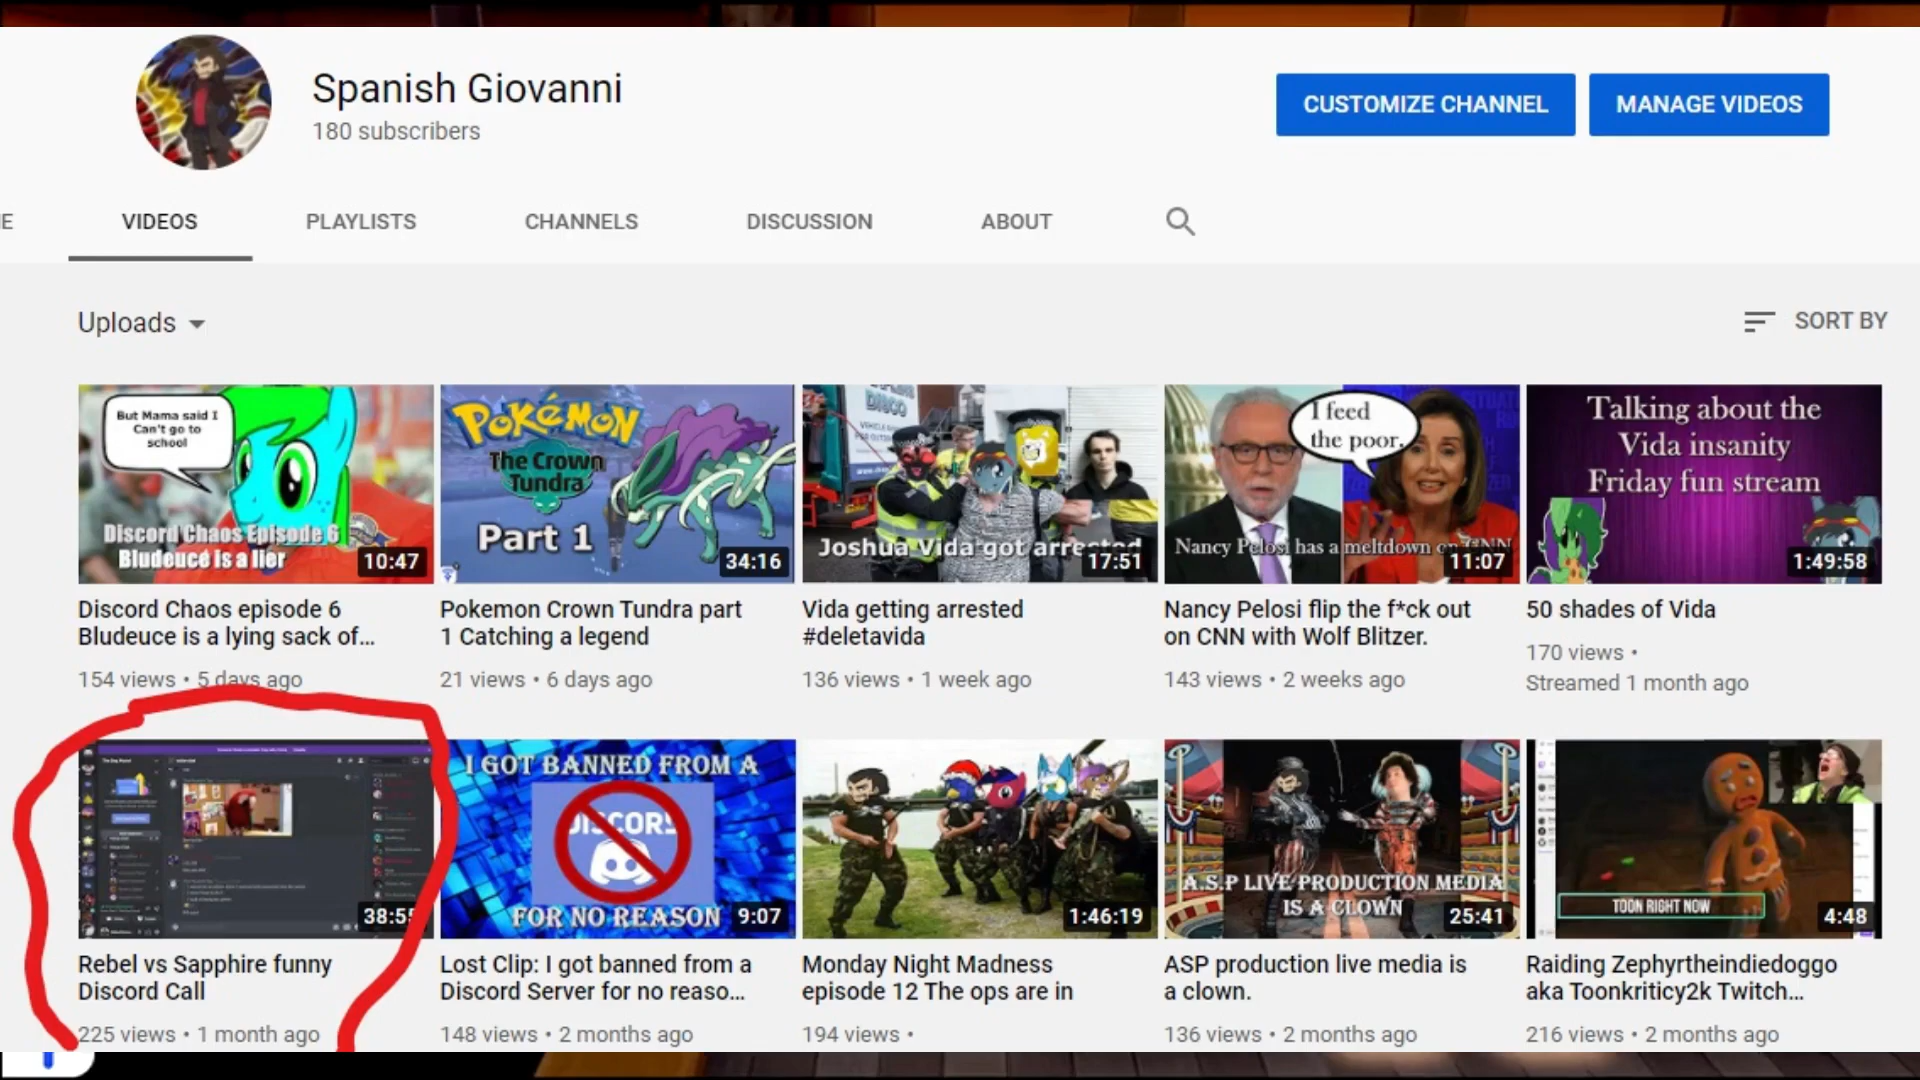 Spanish Giovanni
180 subscribers
CUSTOMIZE CHANNEL
MANAGE VIDEOS
E
VIDEOS
PLAYLISTS
CHANNELS
DISCUSSION
ABOUT
Uploads
SORT BY
But Mama said I
Can't go to
school
Discord Chaos Episode 6
Bludeuce is a lier
10:47
POKéMON
The Crown
Tundra
Part 1
34:16
DISCO
Joshua Vida got arrested
17:51
I feed
the poor.
Nancy Pelosi has a meltdown on CNN
11:07
Talking about the
Vida insanity
Friday fun stream
1:49:58
Discord Chaos episode 6
Bludeuce is a lying sack of...
154 views • 5 days ago
Pokemon Crown Tundra part
1 Catching a legend
21 views • 6 days ago
Vida getting arrested
#deletavida
136 views • 1 week ago
Nancy Pelosi flip the f*ck out
on CNN with Wolf Blitzer.
143 views • 2 weeks ago
50 shades of Vida
170 views •
Streamed 1 month ago
38:55
I GOT BANNED FROM A
DISCORD
FOR NO REASON
9:07
1:46:19
A.S.P LIVE PRODUCTION MEDIA
IS A CLOWN
25:41
TOON RIGHT NOW
4:48
Rebel vs Sapphire funny
Discord Call
225 views • 1 month ago
Lost Clip: I got banned from a
Discord Server for no reaso...
148 views • 2 months ago
Monday Night Madness
episode 12 The ops are in
194 views •
ASP production live media is
a clown.
136 views • 2 months ago
Raiding Zephyrtheindiedoggo
aka Toonkriticy2k Twitch...
216 views • 2 months ago